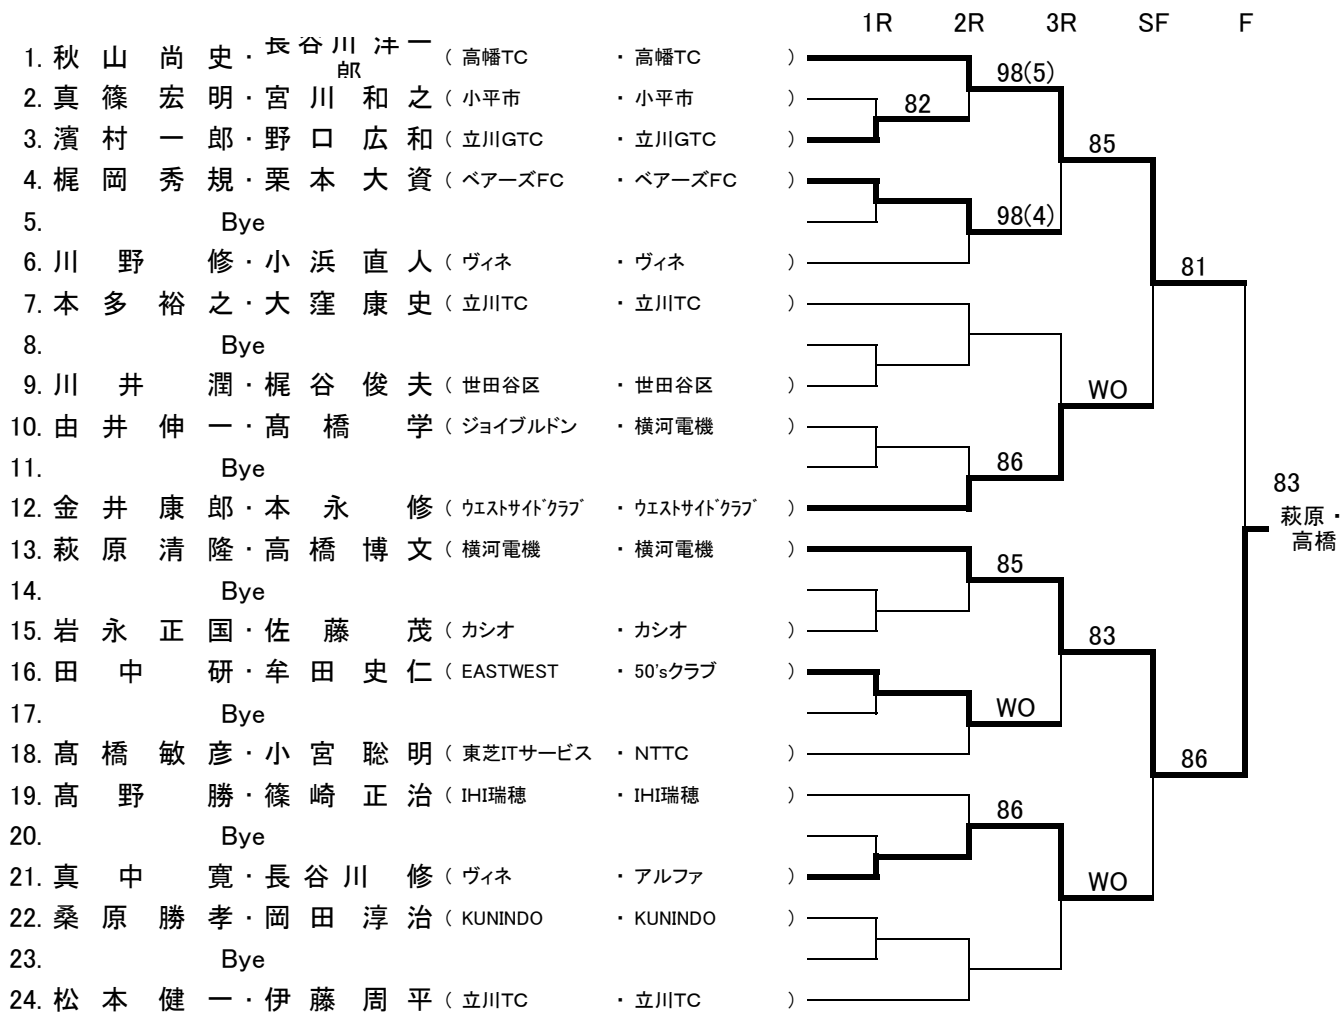 1R 2R 3R SF F
1. 秋山尚史・長谷川洋一郎 ( 高幡TC ・高幡TC )
98(5)
2. 真篠宏明・宮川和之 ( 小平市 ・小平市 )
82
3. 濱村一郎・野口広和 ( 立川GTC ・立川GTC )
85
4. 梶岡秀規・栗本大資 ( ベアーズFC ・ベアーズFC )
5. Bye
98(4)
6. 川野修・小浜直人 ( ヴィネ ・ヴィネ )
81
7. 本多裕之・大窪康史 ( 立川TC ・立川TC )
8. Bye
9. 川井潤・梶谷俊夫 ( 世田谷区 ・世田谷区 )
WO
10. 由井伸一・髙橋学 ( ジョイブルドン ・横河電機 )
11. Bye
86
83
12. 金井康郎・本永修 ( ウエストサイドクラブ ・ウエストサイドクラブ )
萩原・
高橋
13. 萩原清隆・高橋博文 ( 横河電機 ・横河電機 )
85
14. Bye
15. 岩永正国・佐藤茂 ( カシオ ・カシオ )
83
16. 田中研・牟田史仁 ( EASTWEST ・50'sクラブ )
17. Bye
WO
18. 髙橋敏彦・小宮聡明 ( 東芝ITサービス ・NTTC )
86
19. 髙野勝・篠崎正治 ( IHI瑞穂 ・IHI瑞穂 )
86
20. Bye
21. 真中寛・長谷川修 ( ヴィネ ・アルファ )
WO
22. 桑原勝孝・岡田淳治 ( KUNINDO ・KUNINDO )
23. Bye
24. 松本健一・伊藤周平 ( 立川TC ・立川TC )